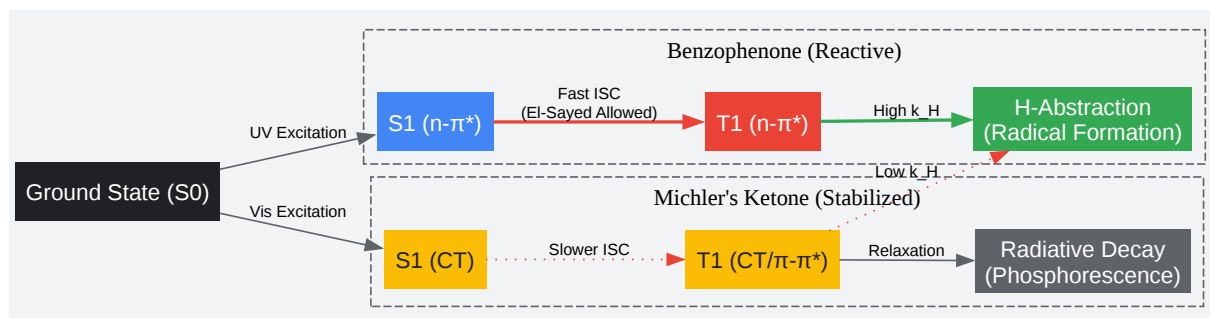 Benzophenone (Reactive)
UV Excitation
S1 (n-π*)
Fast ISC
(El-Sayed Allowed)
T1 (n-π*)
High k_H
H-Abstraction
(Radical Formation)
Ground State (S0)
Low k_H
Michler's Ketone (Stabilized)
Vis Excitation
S1 (CT)
Slower ISC
T1 (CT/π-π*)
Relaxation
Radiative Decay
(Phosphorescence)